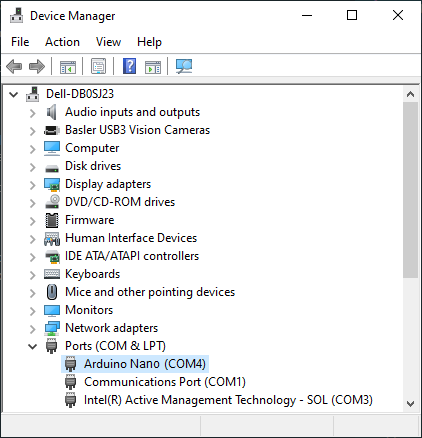 Device Manager
File Action View Help
Dell-DB0SJ23
Audio inputs and outputs
Basler USB3 Vision Cameras
Computer
Disk drives
Display adapters
DVD/CD-ROM drives
Firmware
Human Interface Devices
IDE ATA/ATAPI controllers
Keyboards
Mice and other pointing devices
Monitors
Network adapters
Ports (COM & LPT)
Arduino Nano (COM4)
Communications Port (COM1)
Intel(R) Active Management Technology - SOL (COM3)